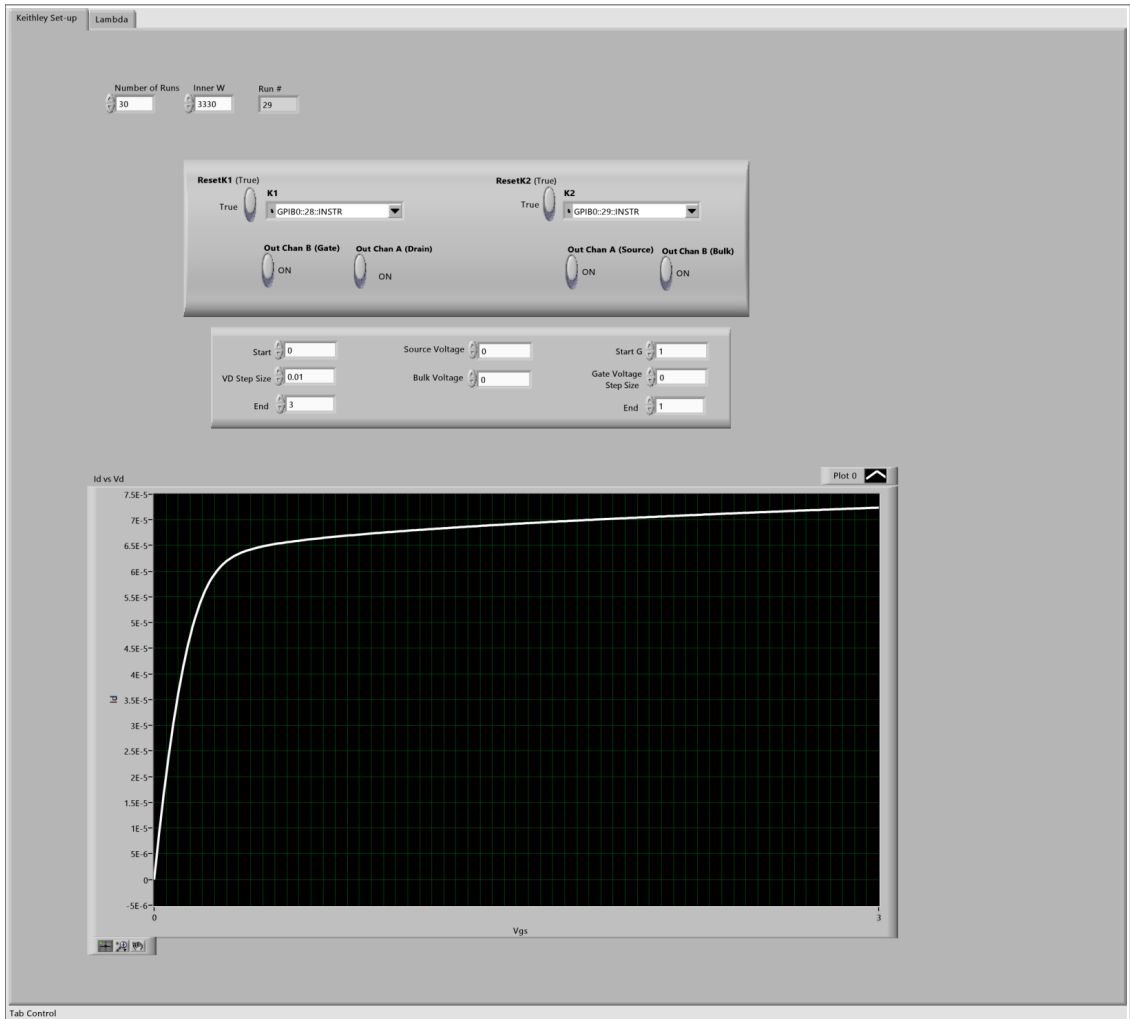 Keithley Set-up Lambda
Number of Runs Inner W Run #
30 3330 29
ResetK1 (True) ResetK2 (True)
K1 K2
True GPIB0::28::INSTR True GPIB0::29::INSTR
Out Chan B (Gate) Out Chan A (Drain) Out Chan A (Source) Out Chan B (Bulk)
ON ON ON ON
Start 0 Source Voltage 0 Start G 1
VD Step Size 0.01 Bulk Voltage 0 Gate Voltage
Step Size 0
End 3 End 1
Id vs Vd Plot 0
7.5E-5
7E-5
6.5E-5
6E-5
5.5E-5
5E-5
4.5E-5
4E-5
Id
3.5E-5
3E-5
2.5E-5
2E-5
1.5E-5
1E-5
5E-6
0
-5E-6
0 3
Vgs
Tab Control